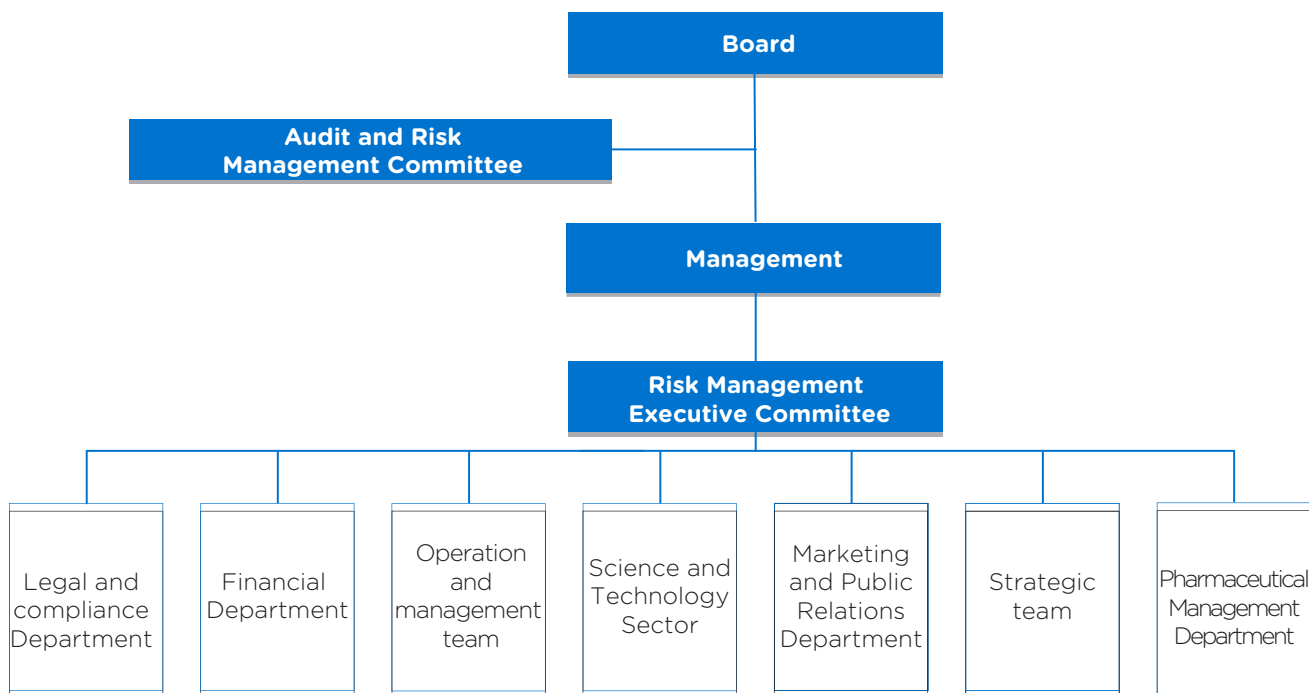 Board
Audit and Risk
Management Committee
Management
Risk Management
Executive Committee
Legal and
compliance
Department
Financial
Department
Operation
and
management
team
Science and
Technology
Sector
Marketing
and Public
Relations
Department
Strategic
team
Pharmaceutical
Management
Department